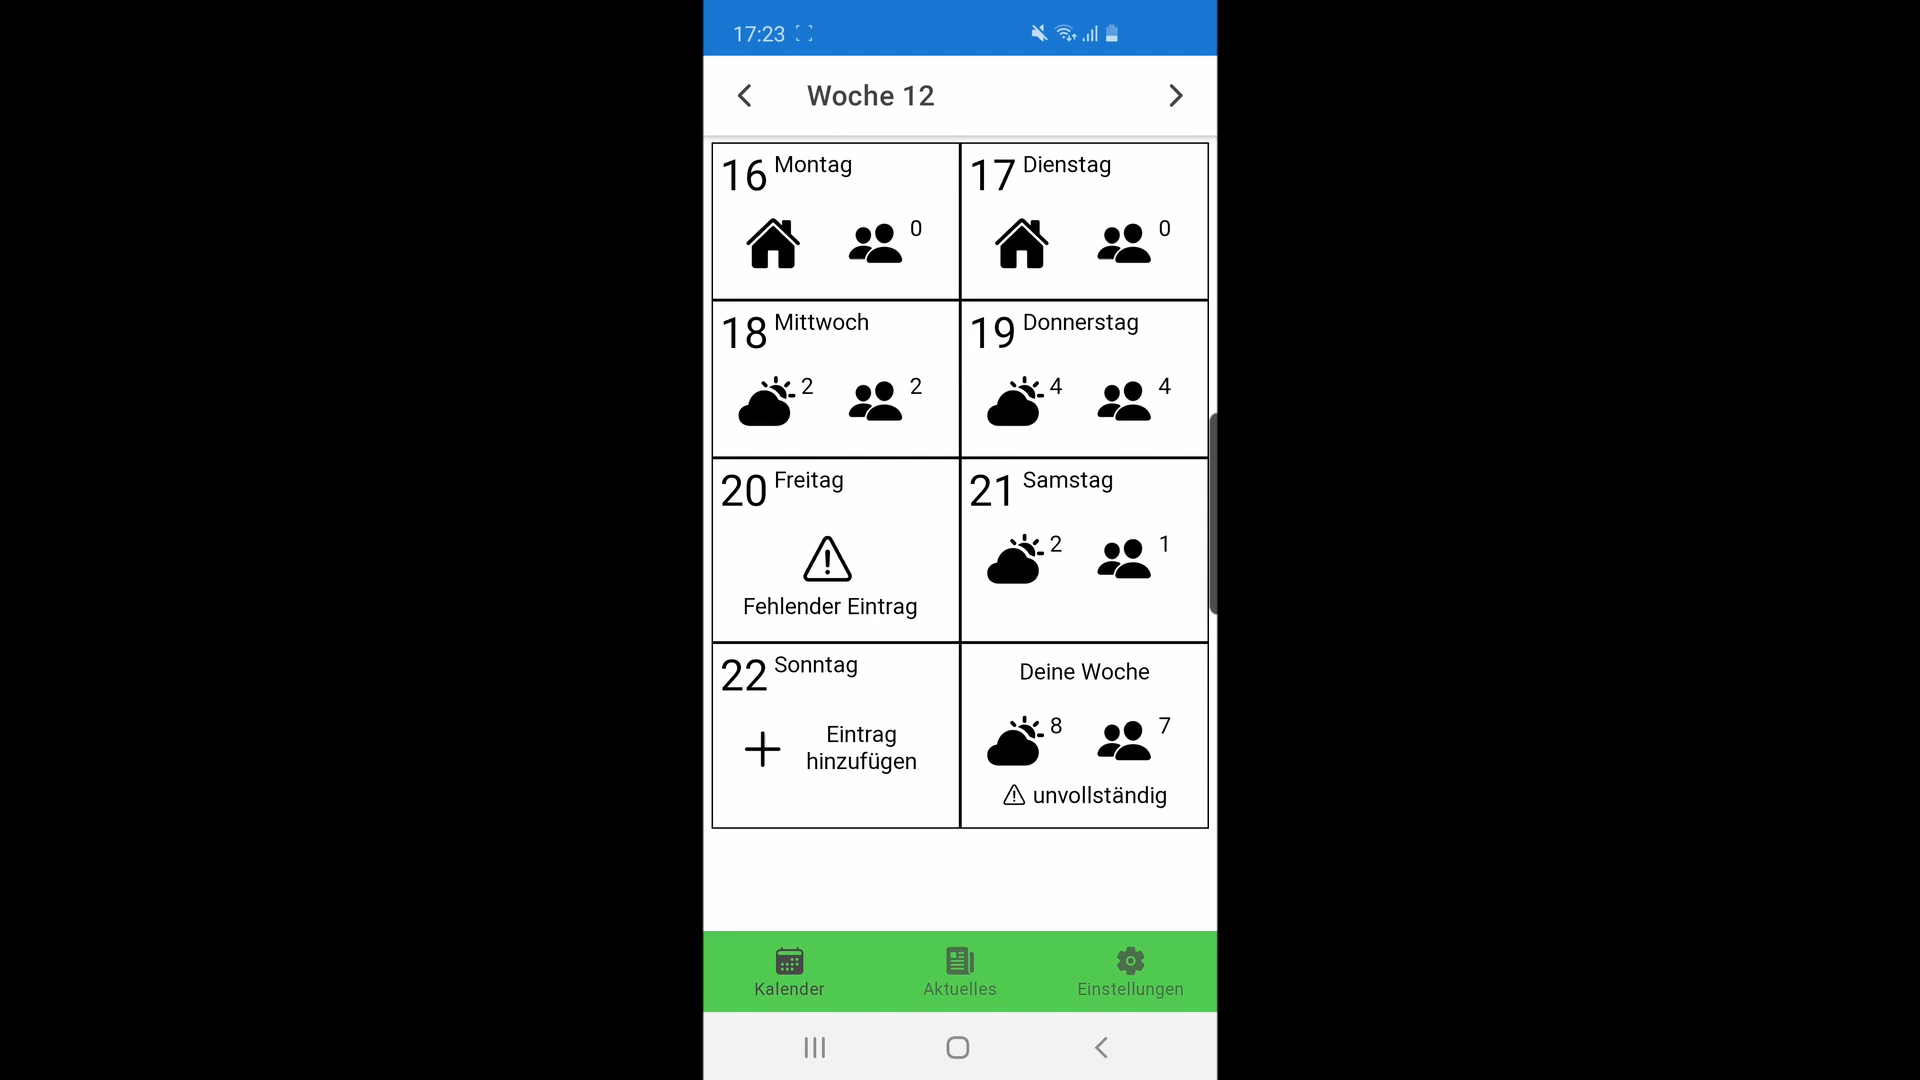 17:23
Woche 12
16 Montag
0
17 Dienstag
0
18 Mittwoch
2 2
19 Donnerstag
4 4
20 Freitag
Fehlender Eintrag
21 Samstag
2 1
22 Sonntag
Eintrag
hinzufügen
Deine Woche
8 7
unvollständig
Kalender
Aktuelles
Einstellungen